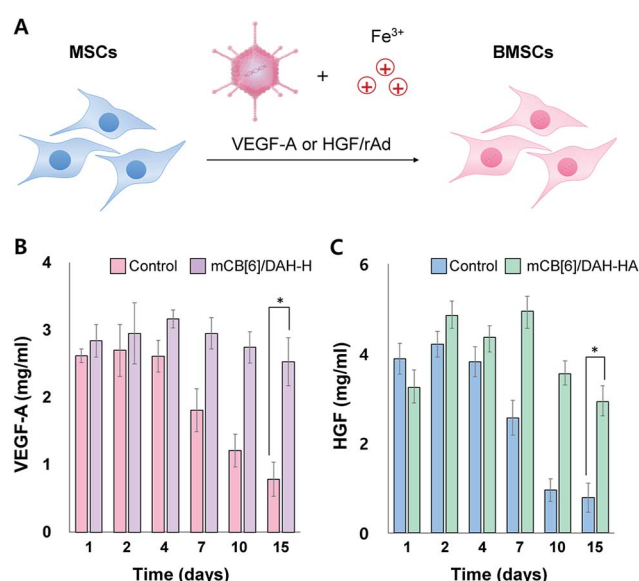 A
MSCs
Fe³⁺
BMSCs
+
+
+ +
VEGF-A or HGF/rAd
B
Control
mCB[6]/DAH-H
VEGF-A (mg/ml)
4
3
2
1
0
*
1 2 4 7 10 15
Time (days)
C
Control
mCB[6]/DAH-HA
HGF (mg/ml)
6
4
2
0
*
1 2 4 7 10 15
Time (days)